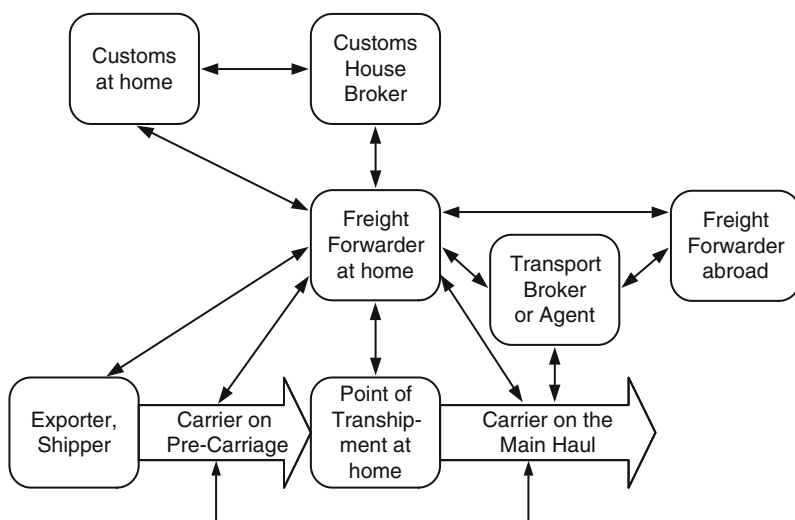 Customs
at home
Customs
House
Broker
Freight
Forwarder
at home
Transport
Broker
or Agent
Freight
Forwarder
abroad
Exporter,
Shipper
Carrier on
Pre-Carriage
Point of
Tranship-
ment at
home
Carrier on the
Main Haul